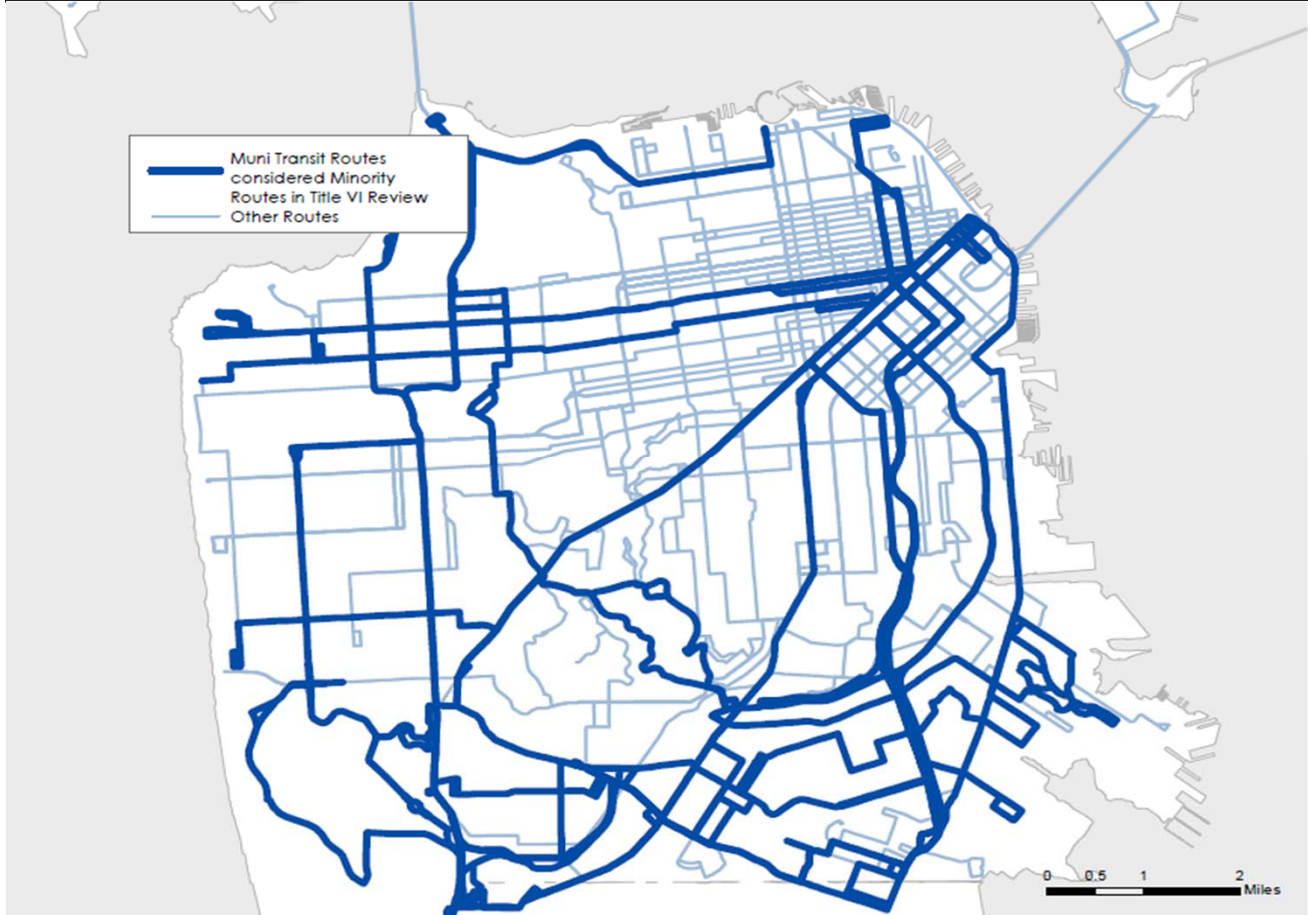 Muni Transit Routes
considered Minority
Routes in Title VI Review
Other Routes
0 0.5 1 2
Miles